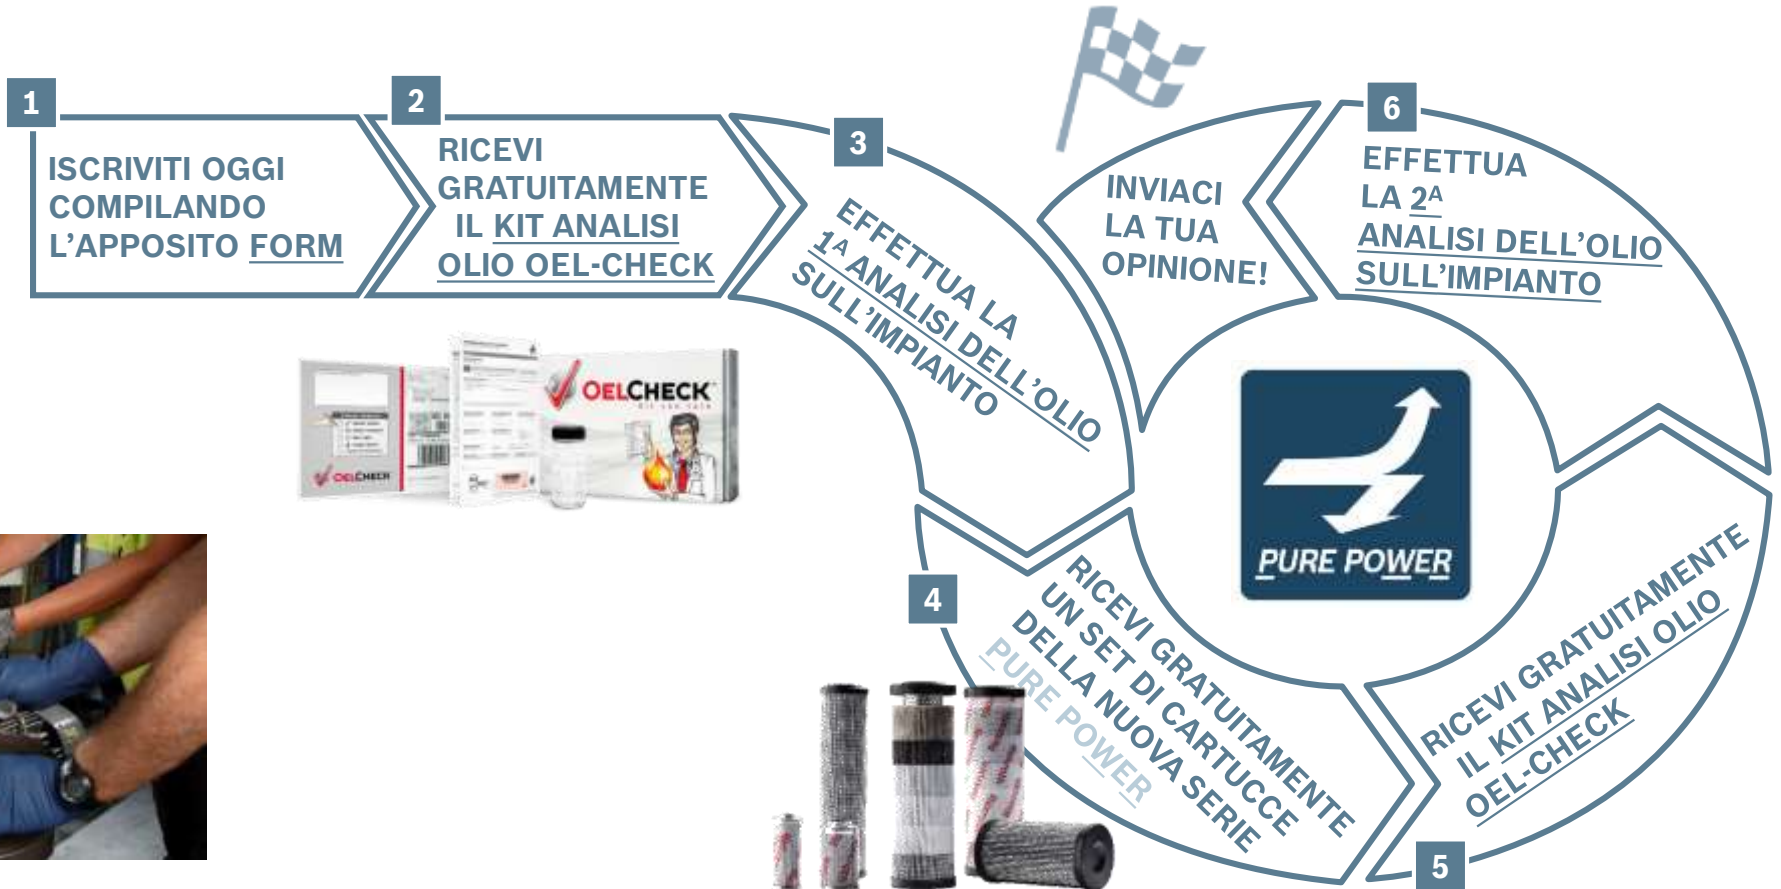 1
ISCRIVITI OGGI
COMPILANDO
L'APPOSITO FORM
2
RICEVI
GRATUITAMENTE
IL KIT ANALISI
OLIO OEL-CHECK
3
EFFETTUA LA
1A ANALISI DELL'OLIO
SULL'IMPIANTO
4
RICEVI GRATUITAMENTE
UN SET DI CARTUCCE
DELLA NUOVA SERIE
PURE POWER
5
RICEVI GRATUITAMENTE
IL KIT ANALISI OLIO
OEL-CHECK
6
EFFETTUA
LA 2A
ANALISI DELL'OLIO
SULL'IMPIANTO
INVIACI
LA TUA
OPINIONE!
PURE POWER
OELCHECK
OELCHECK